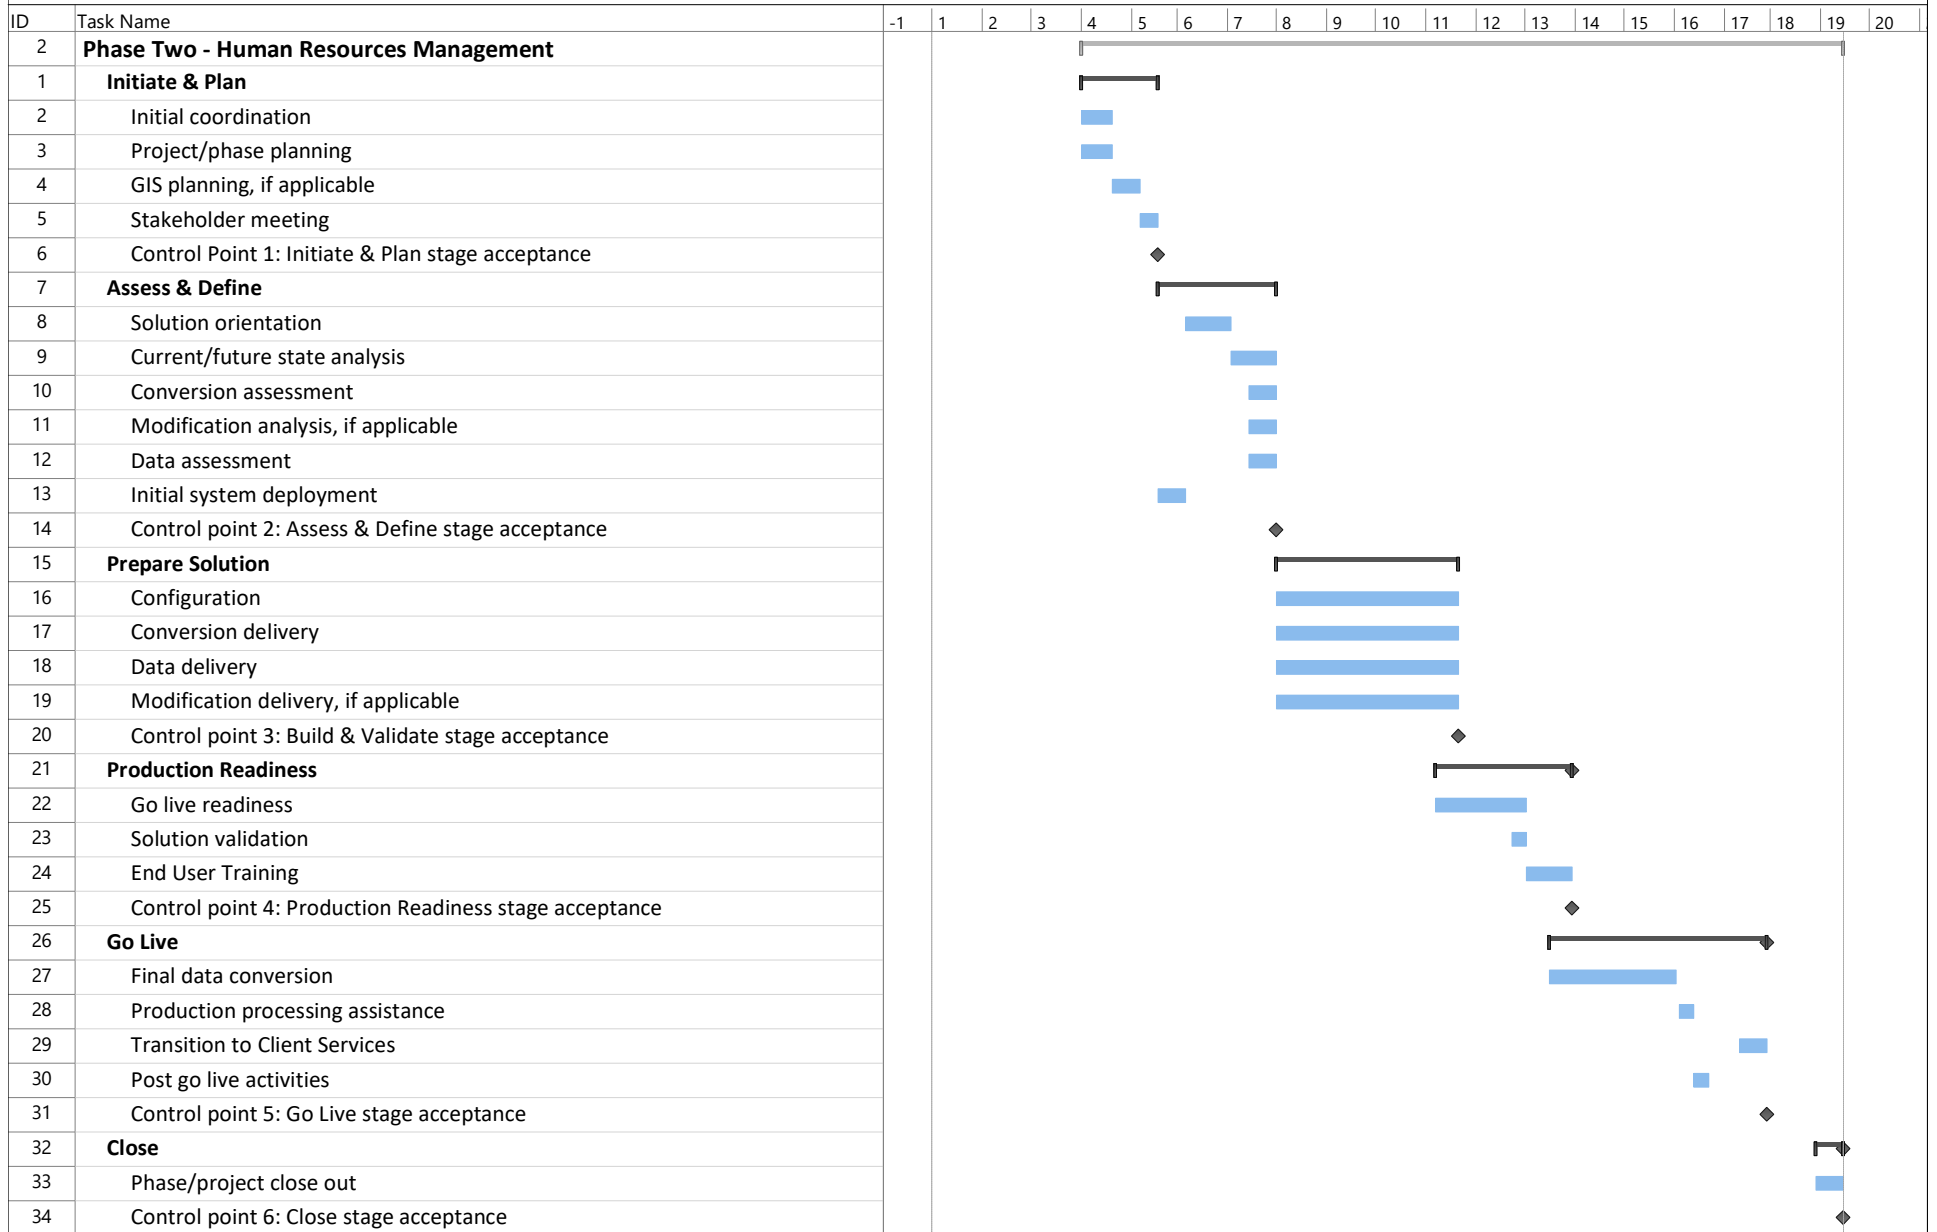 ID Task Name -1 1 2 3 4 5 6 7 8 9 10 11 12 13 14 15 16 17 18 19 20
2 Phase Two - Human Resources Management
1 Initiate & Plan
2 Initial coordination
3 Project/phase planning
4 GIS planning, if applicable
5 Stakeholder meeting
6 Control Point 1: Initiate & Plan stage acceptance
7 Assess & Define
8 Solution orientation
9 Current/future state analysis
10 Conversion assessment
11 Modification analysis, if applicable
12 Data assessment
13 Initial system deployment
14 Control point 2: Assess & Define stage acceptance
15 Prepare Solution
16 Configuration
17 Conversion delivery
18 Data delivery
19 Modification delivery, if applicable
20 Control point 3: Build & Validate stage acceptance
21 Production Readiness
22 Go live readiness
23 Solution validation
24 End User Training
25 Control point 4: Production Readiness stage acceptance
26 Go Live
27 Final data conversion
28 Production processing assistance
29 Transition to Client Services
30 Post go live activities
31 Control point 5: Go Live stage acceptance
32 Close
33 Phase/project close out
34 Control point 6: Close stage acceptance